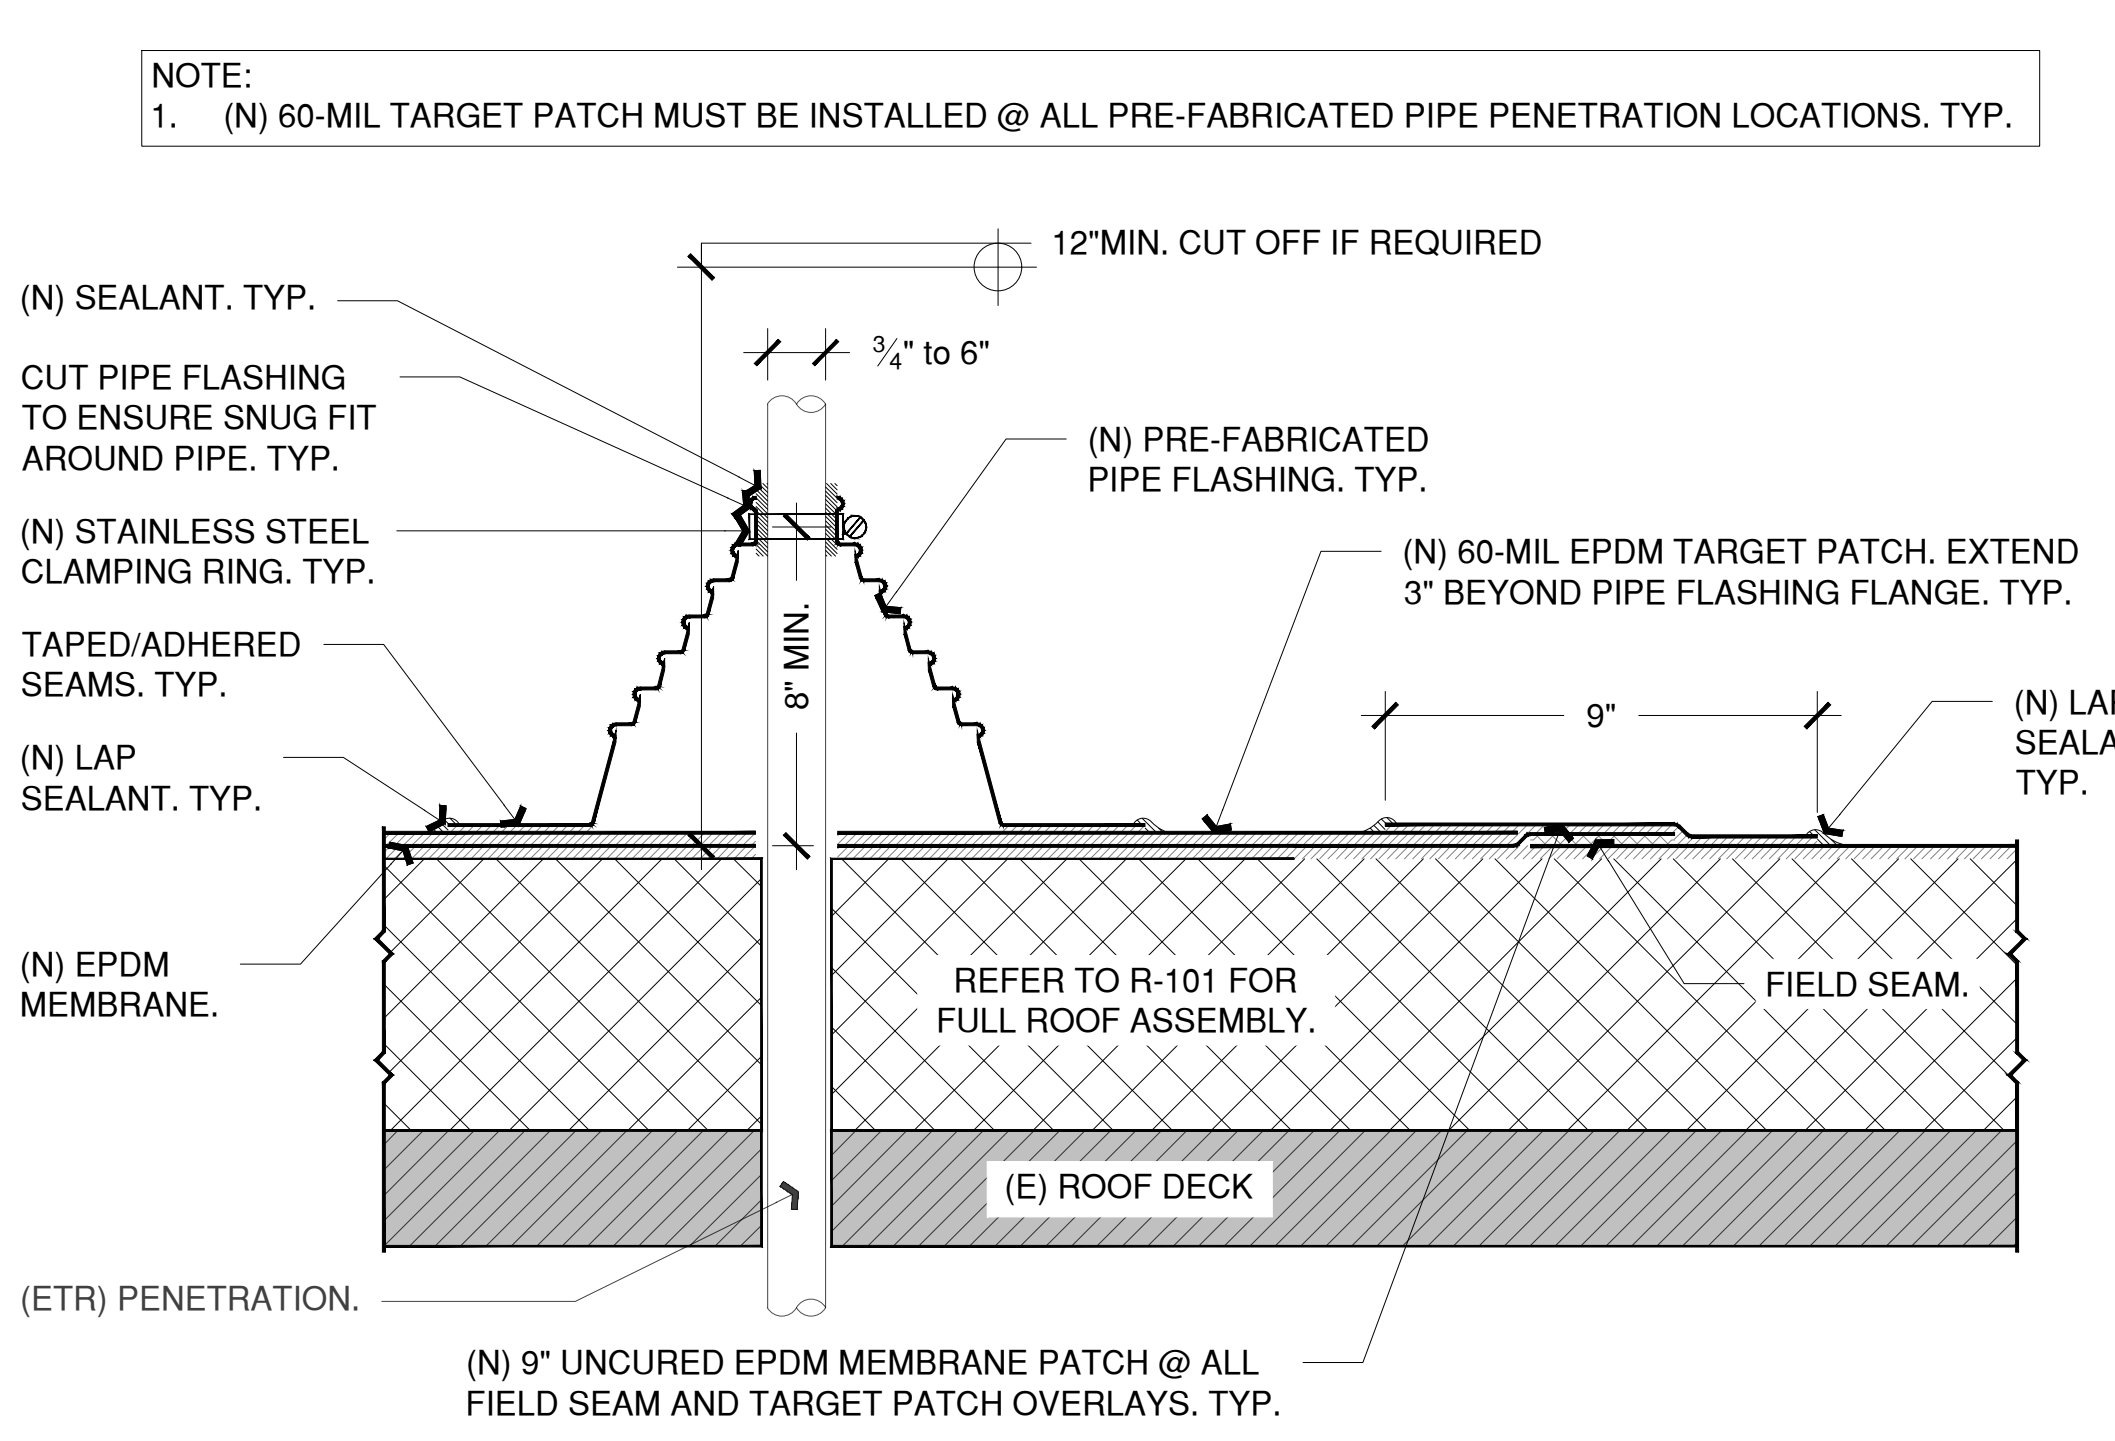 NOTE:
1. (N) 60-MIL TARGET PATCH MUST BE INSTALLED @ ALL PRE-FABRICATED PIPE PENETRATION LOCATIONS. TYP.
12"MIN. CUT OFF IF REQUIRED
(N) SEALANT. TYP.
3/4" to 6"
CUT PIPE FLASHING
TO ENSURE SNUG FIT
AROUND PIPE. TYP.
(N) PRE-FABRICATED
PIPE FLASHING. TYP.
(N) STAINLESS STEEL
CLAMPING RING. TYP.
(N) 60-MIL EPDM TARGET PATCH. EXTEND
3" BEYOND PIPE FLASHING FLANGE. TYP.
TAPED/ADHERED
SEAMS. TYP.
8" MIN.
9"
(N)
TYP.
(N) LAP
SEALANT. TYP.
(N) EPDM
MEMBRANE.
REFER TO R-101 FOR
FULL ROOF ASSEMBLY.
FIELD SEAM.
(E) ROOF DECK
(ETR) PENETRATION.
(N) 9" UNCURED EPDM MEMBRANE PATCH @ ALL
FIELD SEAM AND TARGET PATCH OVERLAYS. TYP.